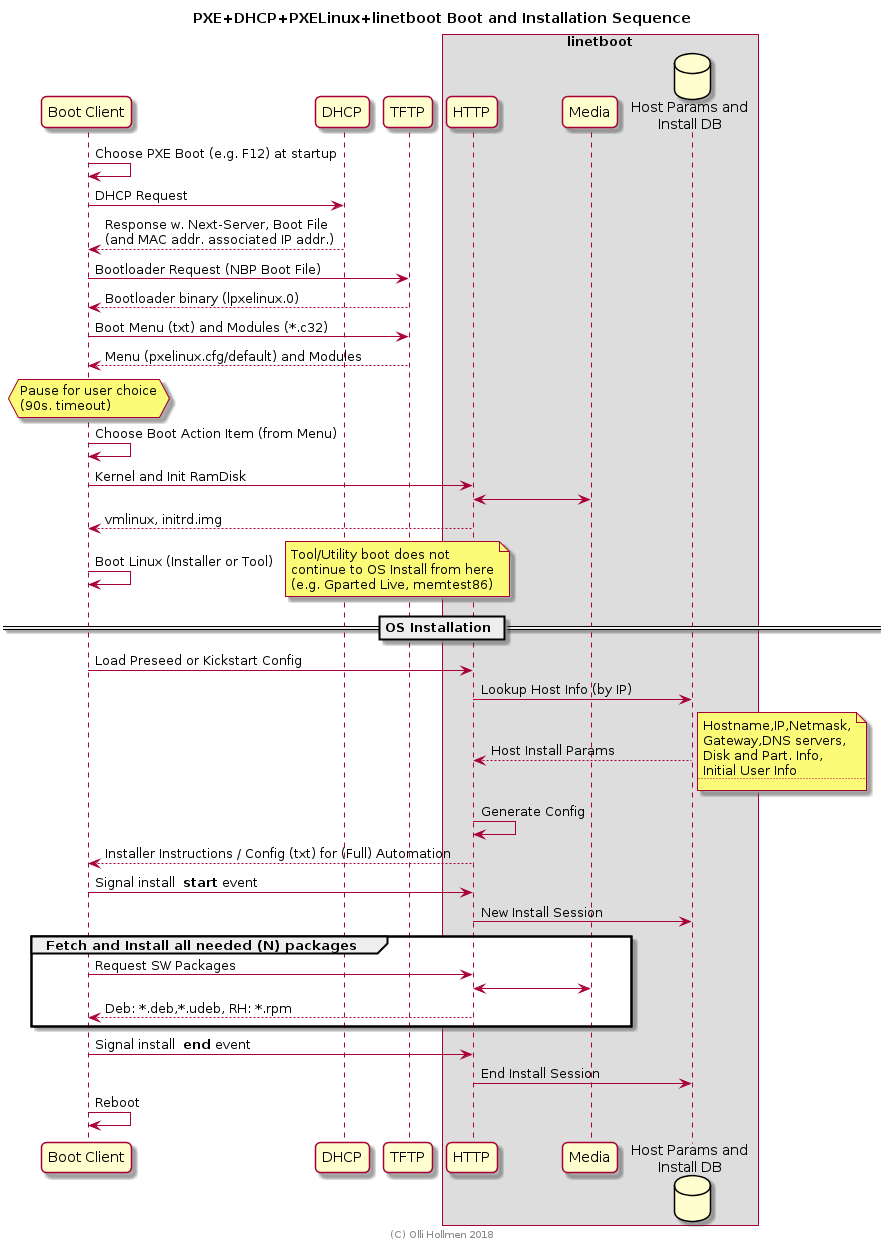 PXE+DHCP+PXELinux+linetboot Boot and Installation Sequence
linetboot
Boot Client
DHCP
TFTP
HTTP
Media
Host Params and
Install DB
Choose PXE Boot (e.g. F12) at startup
DHCP Request
Response w. Next-Server, Boot File
(and MAC addr. associated IP addr.)
Bootloader Request (NBP Boot File)
Bootloader binary (lpxelinux.0)
Boot Menu (txt) and Modules (*.c32)
Menu (pxelinux.cfg/default) and Modules
Pause for user choice
(90s. timeout)
Choose Boot Action Item (from Menu)
Kernel and Init RamDisk
vmlinux, initrd.img
Boot Linux (Installer or Tool)
Tool/Utility boot does not
continue to OS Install from here
(e.g. Gparted Live, memtest86)
OS Installation
Load Preseed or Kickstart Config
Lookup Host Info (by IP)
Hostname,IP,Netmask,
Gateway,DNS servers,
Disk and Part. Info,
Initial User Info
Host Install Params
Generate Config
Installer Instructions / Config (txt) for (Full) Automation
Signal install start event
New Install Session
Fetch and Install all needed (N) packages
Request SW Packages
Deb: *.deb,*.udeb, RH: *.rpm
Signal install end event
End Install Session
Reboot
Boot Client
DHCP
TFTP
HTTP
Media
Host Params and
Install DB
(C) Olli Hollmen 2018